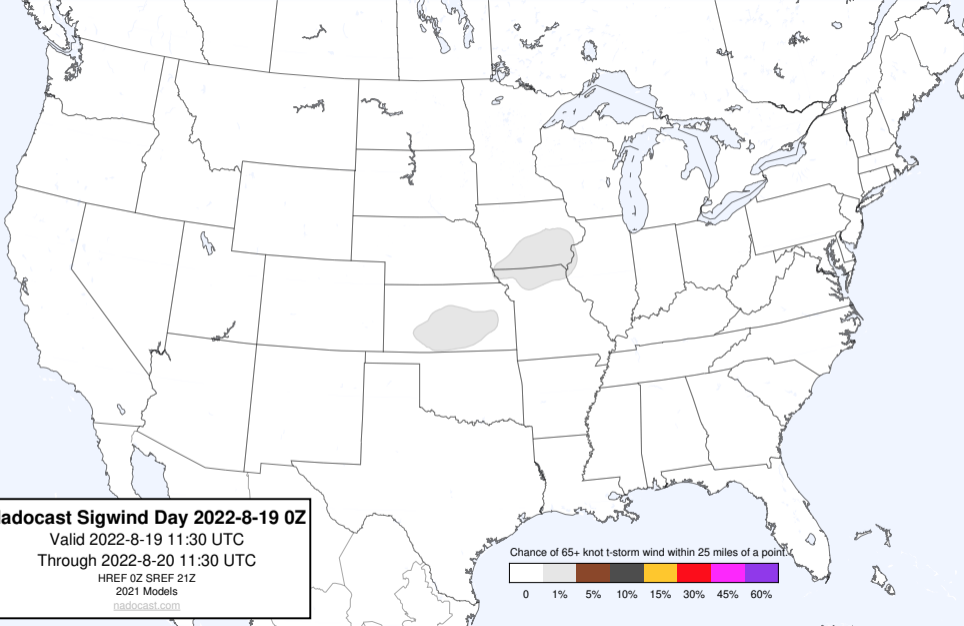 adocast Sigwind Day 2022-8-19 0Z
Valid 2022-8-19 11:30 UTC
Through 2022-8-20 11:30 UTC
HREF 0Z SREF 21Z
2021 Models
nadocast.com
Chance of 65+ knot t-storm wind within 25 miles of a point.
0 1% 5% 10% 15% 30% 45% 60%